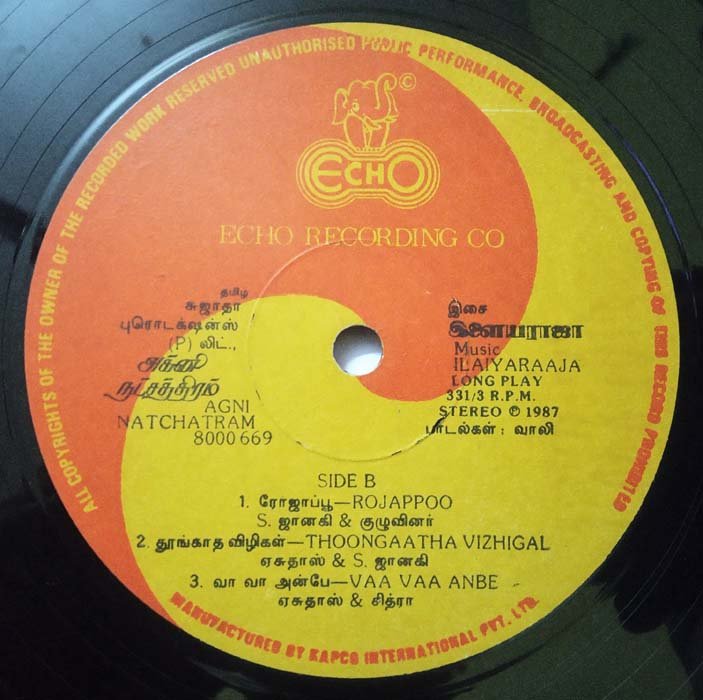 ALL COPYRIGHTS OF THE OWNER OF THE RECORDED WORK RESERVED UNAUTHORISED PUBLIC PERFORMANCE, BROADCASTING AND COPYING OF THIS RECORD PROHIBITED
©
ECHO
ECHO RECORDING CO
தமிழ்
சுஜாதா
புரொடக்ஷன்ஸ்
(P) லிட்.,
அக்னி
நட்சத்திரம்
AGNI
NATCHATRAM
8000 669
இசை
இளையராஜா
Music
ILAIYARAAJA
LONG PLAY
331/3 R.P.M.
STEREO ℗ 1987
பாடல்கள் : வாலி
SIDE B
1. ரோஜாப்பூ—ROJAPPOO
S. ஜானகி & குழுவினர்
2. தூங்காத விழிகள்—THOONGAATHA VIZHIGAL
ஏசுதாஸ் & S. ஜானகி
3. வா வா அன்பே—VAA VAA ANBE
ஏசுதாஸ் & சித்ரா
MANUFACTURED BY KAPCO INTERNATIONAL PVT. LTD.